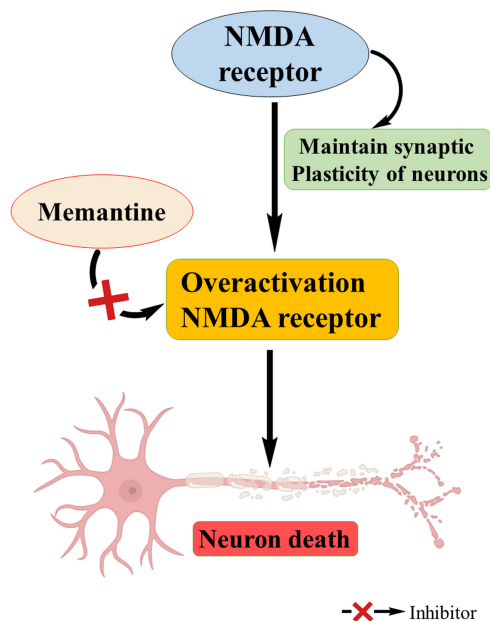 NMDA
receptor
Maintain synaptic
Plasticity of neurons
Memantine
Overactivation
NMDA receptor
Neuron death
Inhibitor